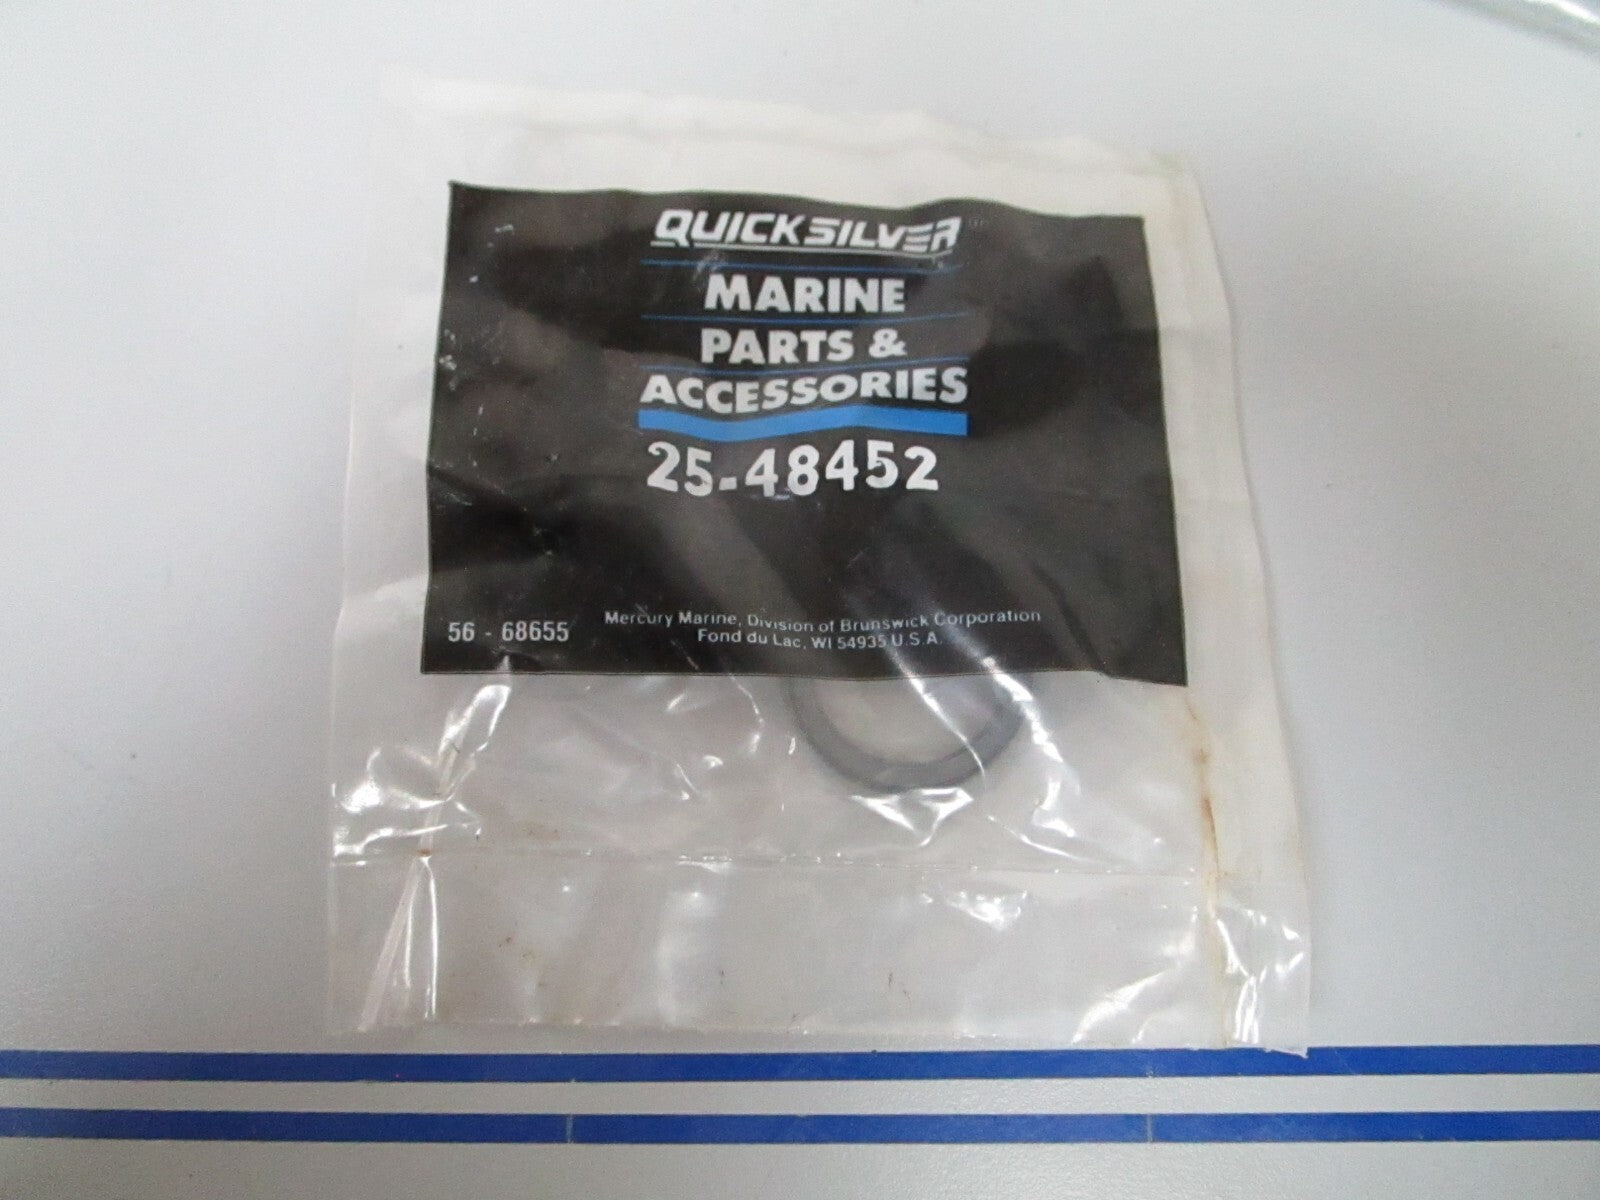 QUICKSILVER
MARINE
PARTS &
ACCESSORIES
25-48452
56 - 68655
Mercury Marine, Division of Brunswick Corporation
Fond du Lac, WI 54935 U.S.A.